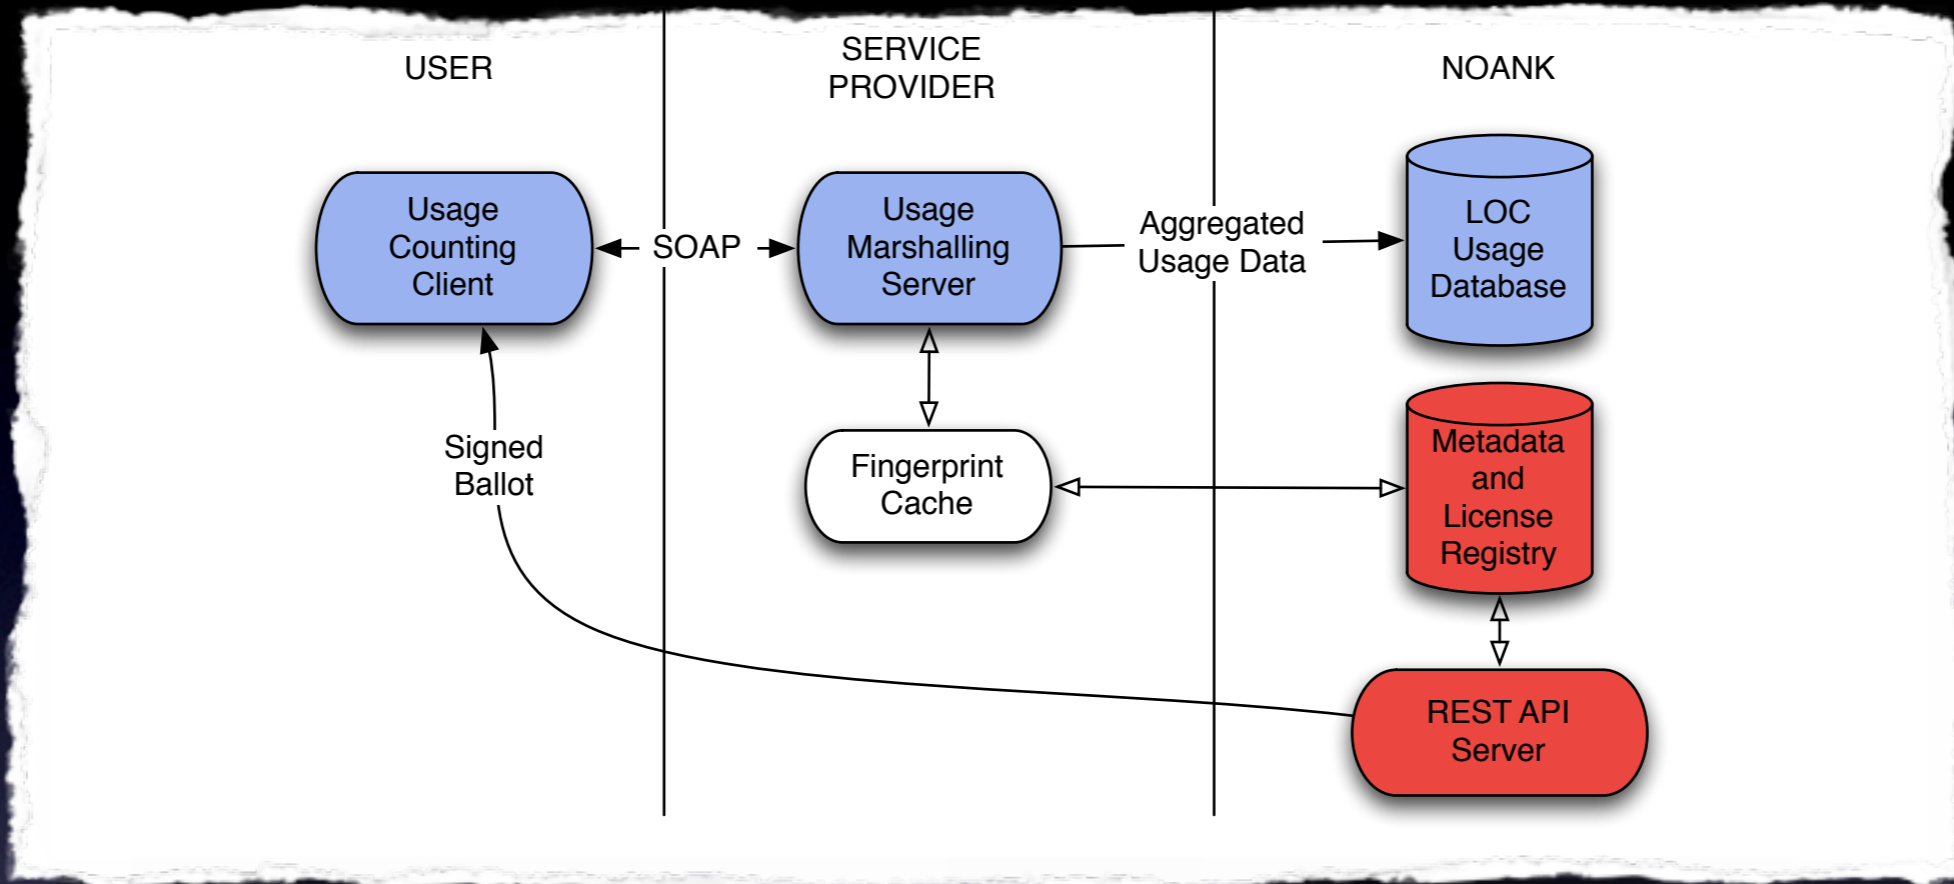 USER
SERVICE
PROVIDER
NOANK
Usage
Counting
Client
SOAP
Usage
Marshalling
Server
Aggregated
Usage Data
LOC
Usage
Database
Signed
Ballot
Fingerprint
Cache
Metadata
and
License
Registry
REST API
Server